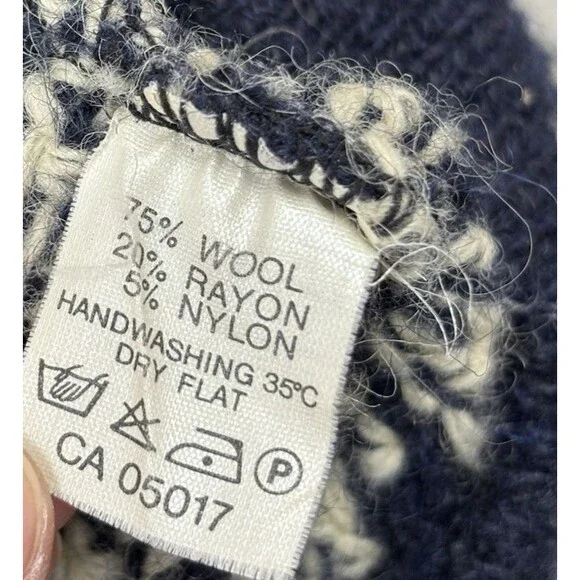 75% WOOL
20% RAYON
5% NYLON
HANDWASHING 35°C
DRY FLAT
P
CA 05017